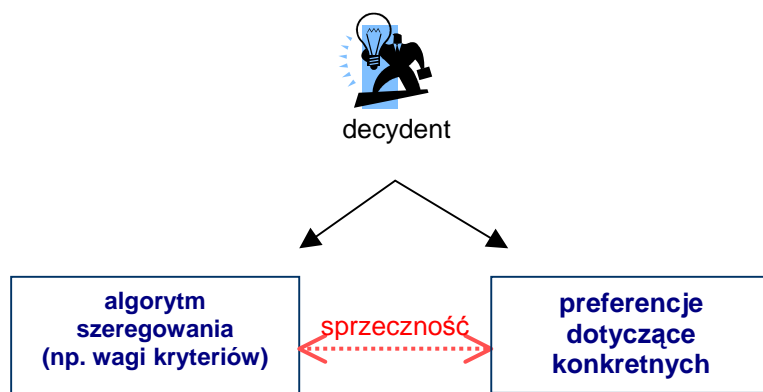 decydent
algorytm
szeregowania
(np. wagi kryteriów)
sprzeczność
preferencje
dotyczące
konkretnych